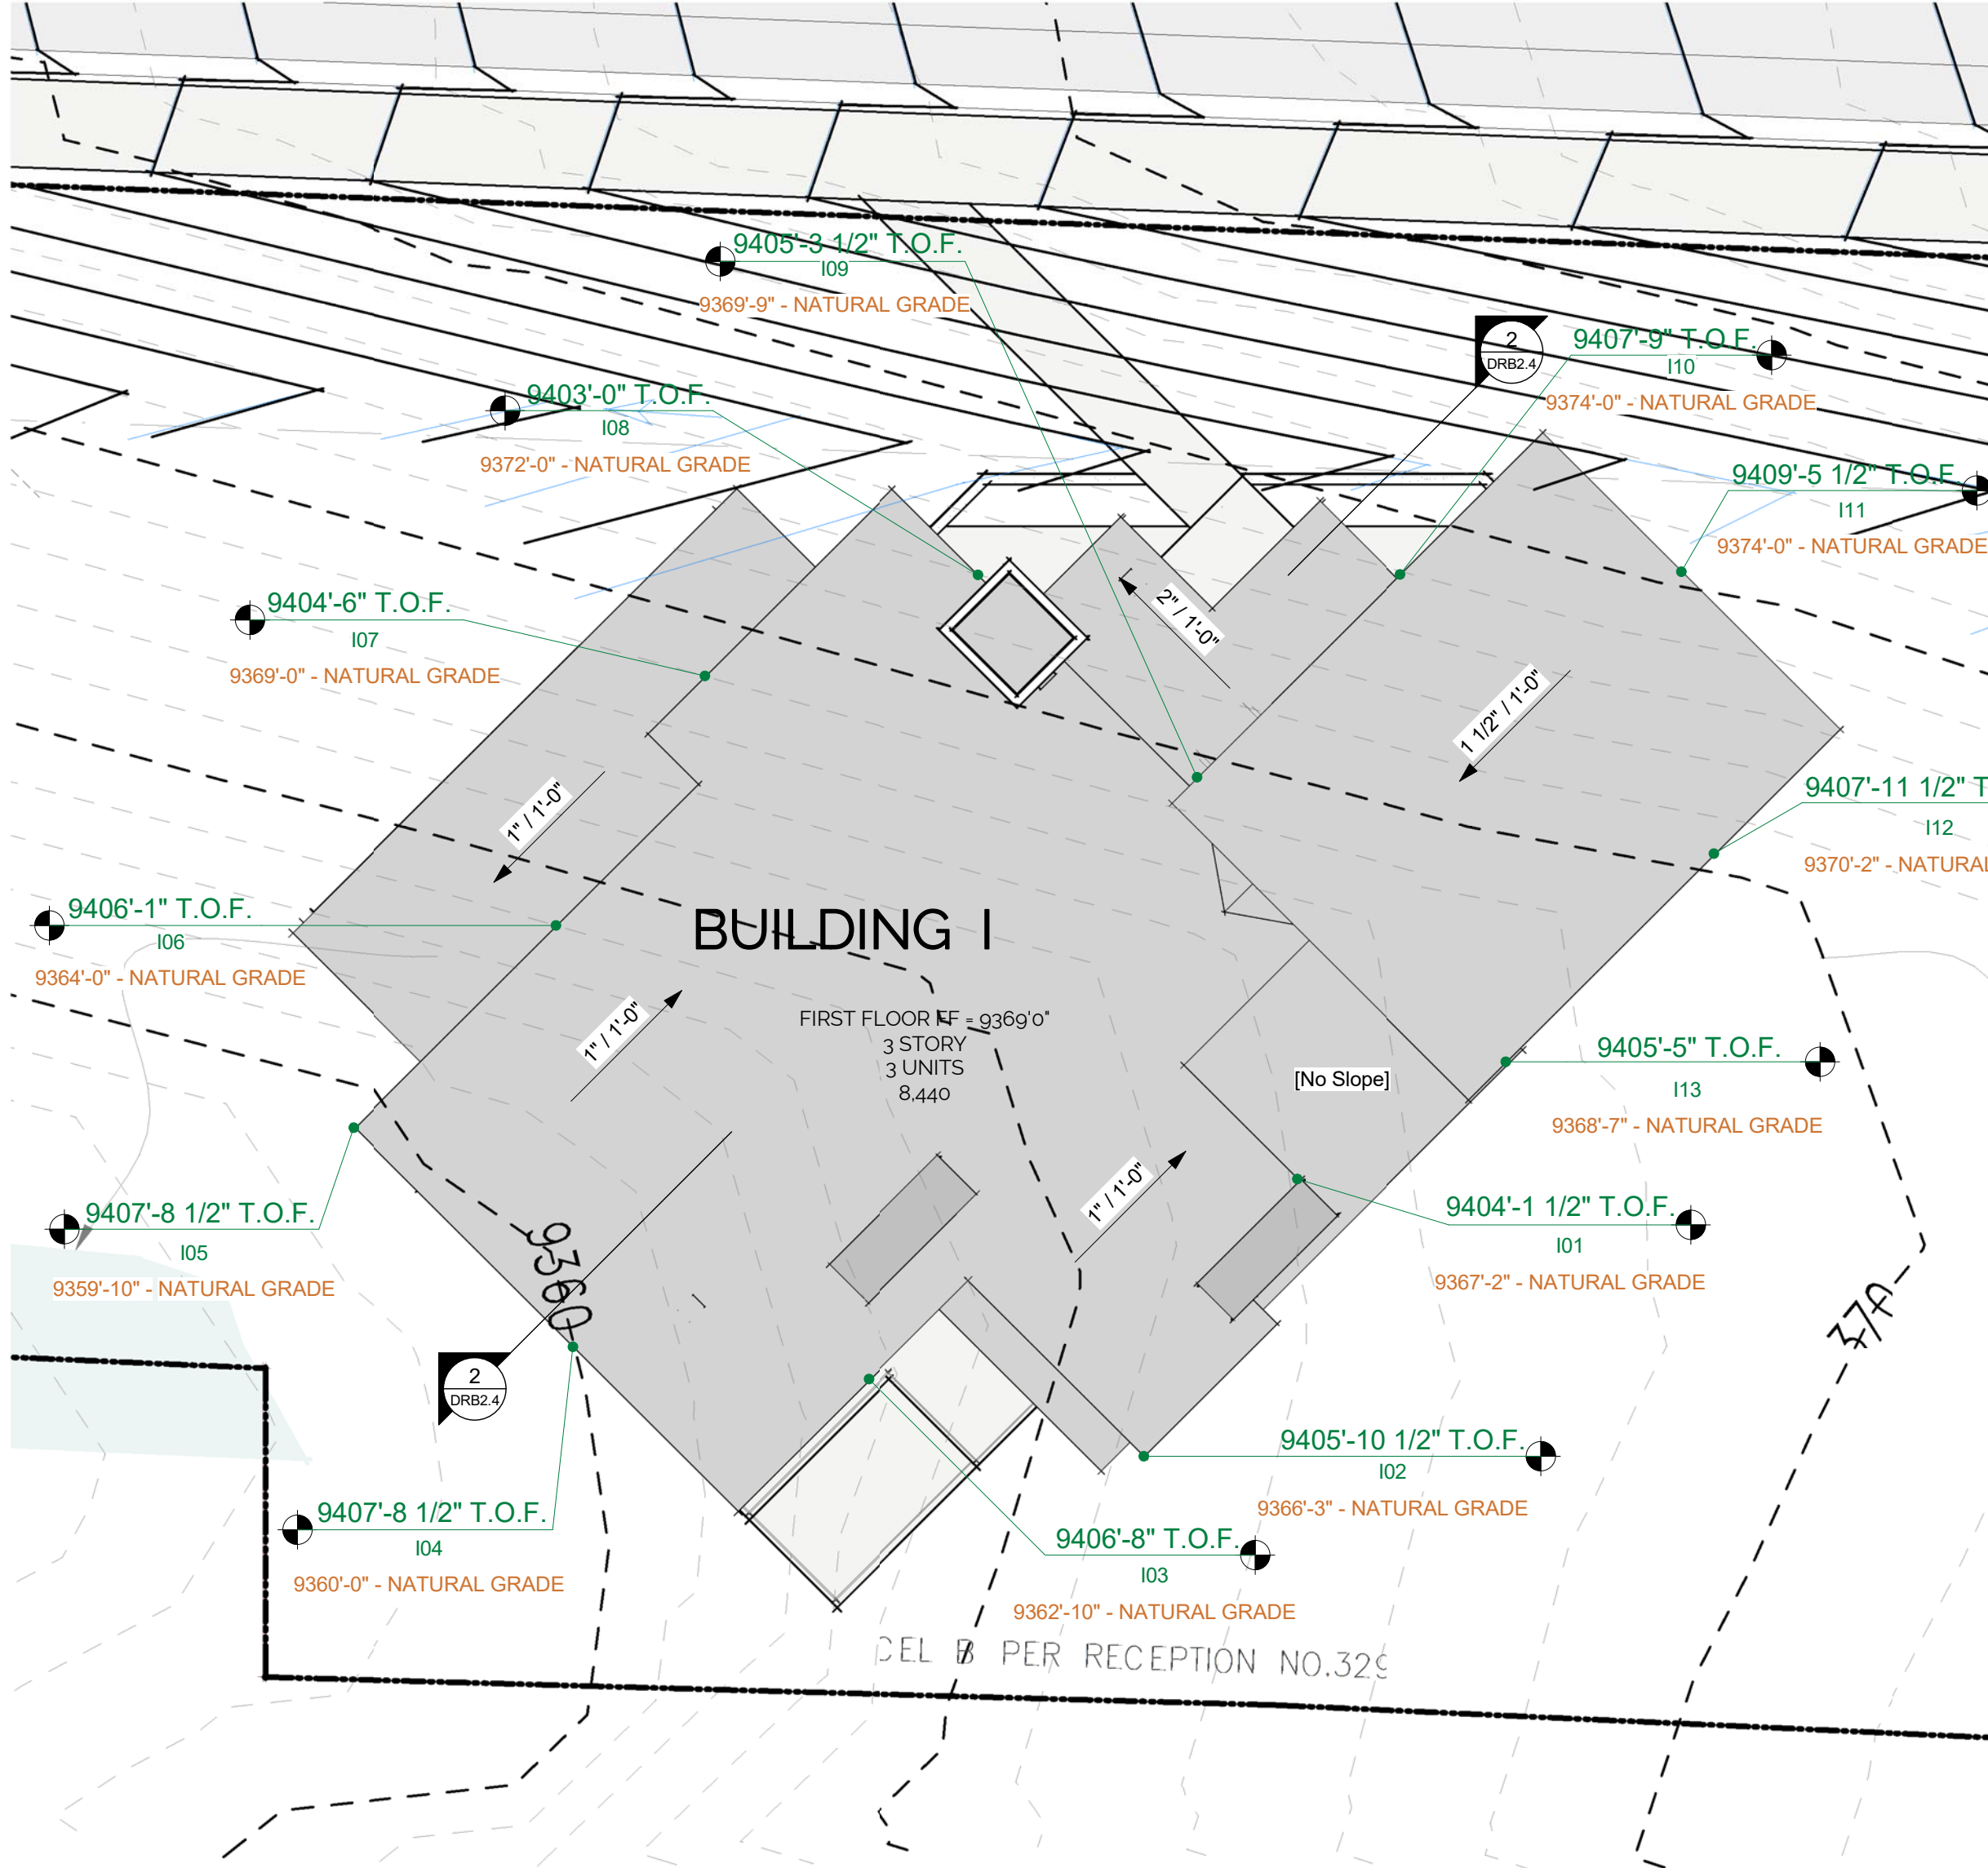 9405'-3 1/2" T.O.F.
I09
9369'-9" - NATURAL GRADE
2
DRB2.4
9407'-9" T.O.F.
I10
9374'-0" - NATURAL GRADE
9403'-0" T.O.F.
I08
9372'-0" - NATURAL GRADE
9409'-5 1/2" T.O.F.
I11
9374'-0" - NATURAL GRADE
9404'-6" T.O.F.
I07
9369'-0" - NATURAL GRADE
2" / 1'-0"
1 1/2" / 1'-0"
1" / 1'-0"
9407'-11 1/2" T
I12
9370'-2" - NATURAL
9406'-1" T.O.F.
I06
9364'-0" - NATURAL GRADE
BUILDING I
FIRST FLOOR FF = 9369'0"
3 STORY
3 UNITS
8,440
1" / 1'-0"
[No Slope]
9405'-5" T.O.F.
I13
9368'-7" - NATURAL GRADE
1" / 1'-0"
9404'-1 1/2" T.O.F.
I01
9367'-2" - NATURAL GRADE
9407'-8 1/2" T.O.F.
I05
9359'-10" - NATURAL GRADE
9360
2
DRB2.4
9405'-10 1/2" T.O.F.
I02
9366'-3" - NATURAL GRADE
9407'-8 1/2" T.O.F.
I04
9360'-0" - NATURAL GRADE
9406'-8" T.O.F.
I03
9362'-10" - NATURAL GRADE
CEL B PER RECEPTION NO.329